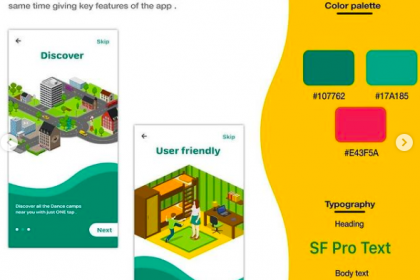 same time giving key features of the app .
Skip
Discover
Discover all the Dance camps
near you with just ONE tap.
Next
Skip
User friendly
Color palette
#107762
#17A185
#E43F5A
Typography
Heading
SF Pro Text
Body text